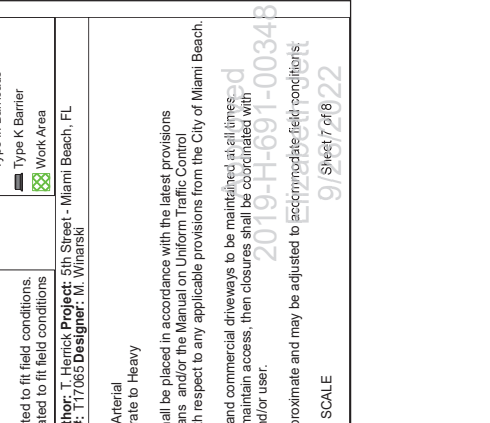 Type K Barrier
Work Area
ted to fit field conditions.
ated to fit field conditions
thor: T. Herrick Project: 5th Street - Miami Beach, FL
#: T17065 Designer: M. Winarski
Arterial
rate to Heavy
all be placed in accordance with the latest provisions
ans and/or the Manual on Uniform Traffic Control
h respect to any applicable provisions from the City of Miami Beach.
and commercial driveways to be maintained at all times.
maintain access, then closures shall be coordinated with
nd/or user.
proximate and may be adjusted to accommodate field conditions.
SCALE
Sheet 7 of 8
2019-H-691-00348
9/28/2022